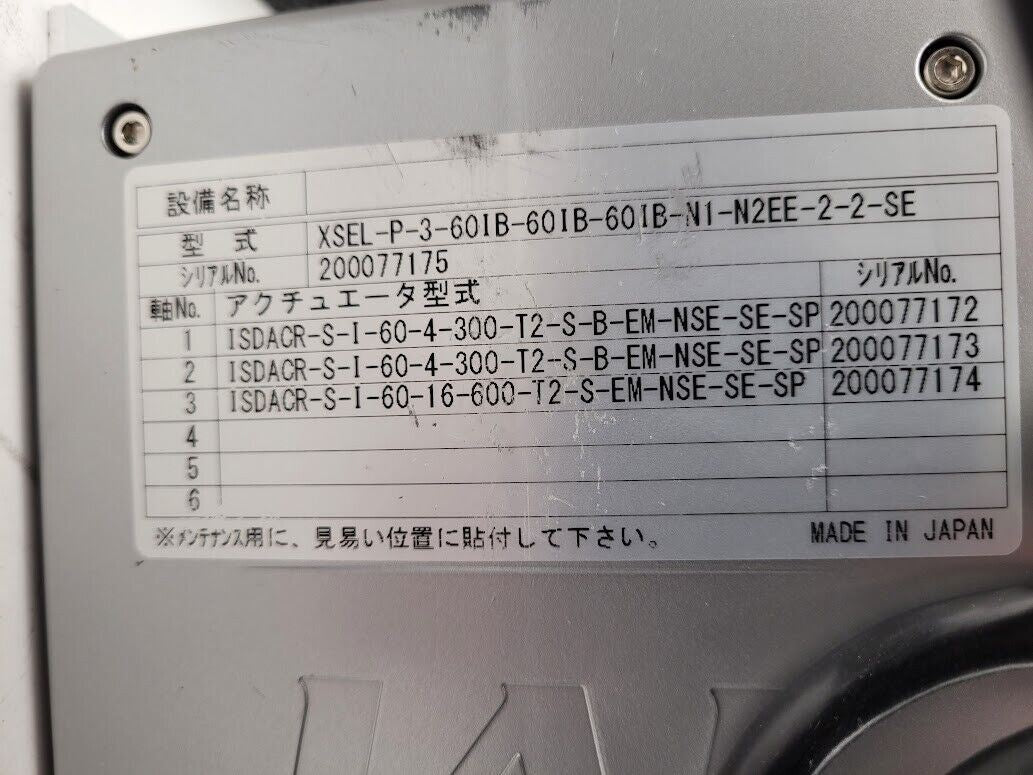 設備名称
型 式 XSEL-P-3-60IB-60IB-60IB-N1-N2EE-2-2-SE
シリアルNo. 200077175
軸No. アクチュエータ型式 シリアルNo.
1 ISDACR-S-I-60-4-300-T2-S-B-EM-NSE-SE-SP 200077172
2 ISDACR-S-I-60-4-300-T2-S-B-EM-NSE-SE-SP 200077173
3 ISDACR-S-I-60-16-600-T2-S-EM-NSE-SE-SP 200077174
4
5
6
※メンテナンス用に、見易い位置に貼付して下さい。 MADE IN JAPAN
IAI